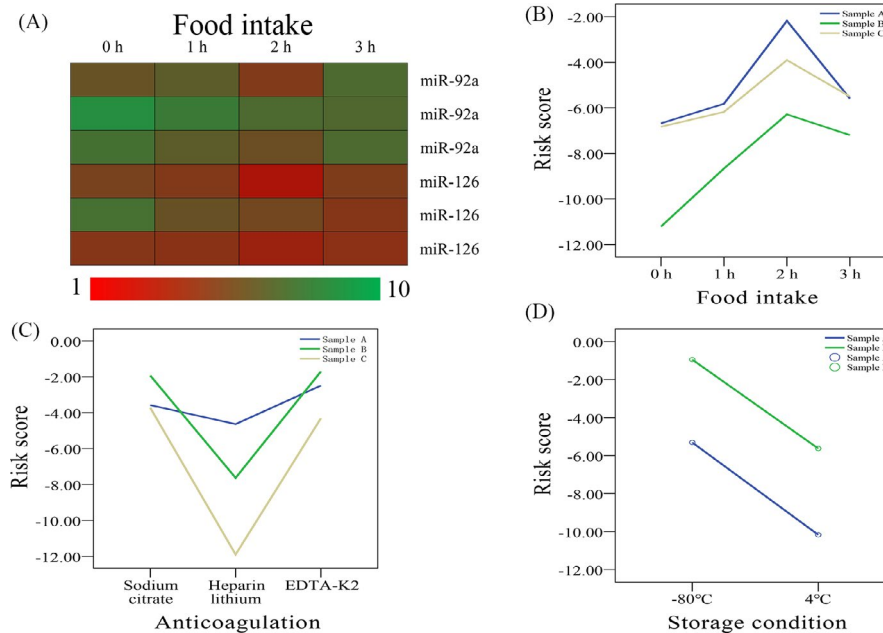 (A)
Food intake
0 h 1 h 2 h 3 h
miR-92a
miR-92a
miR-92a
miR-126
miR-126
miR-126
1 10
(B)
Sample A
Sample B
Sample C
-2.00
-4.00
-6.00
-8.00
-10.00
-12.00
Risk score
0 h 1 h 2 h 3 h
Food intake
(C)
Sample A
Sample B
Sample C
0.00
-2.00
-4.00
-6.00
-8.00
-10.00
-12.00
Risk score
Sodium Heparin EDTA-K2
citrate lithium
Anticoagulation
(D)
Sample
Sample
Sample
Sample
0.00
-2.00
-4.00
-6.00
-8.00
-10.00
-12.00
Risk score
-80°C 4°C
Storage condition